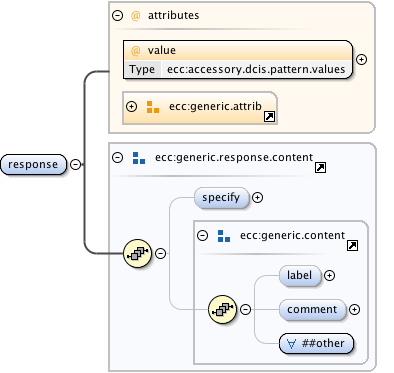 @ attributes
@ value
Type ecc:accessory.dcis.pattern.values
ecc:generic.attrib
response
ecc:generic.response.content
specify
ecc:generic.content
label
comment
∀ ##other